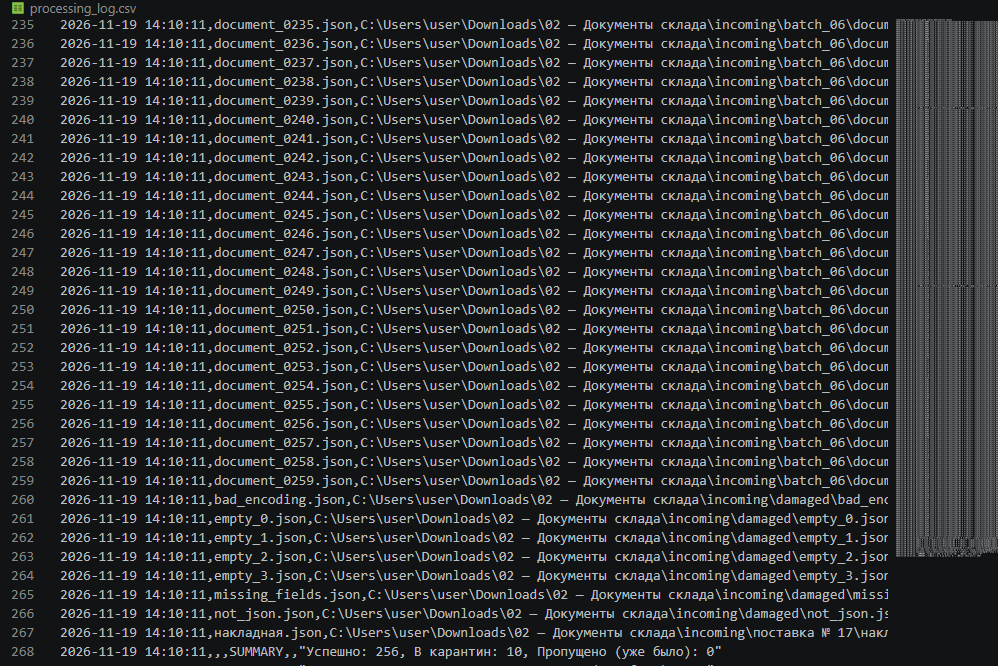 processing_log.csv
235 2026-11-19 14:10:11,document_0235.json,C:\Users\user\Downloads\02 — Документы склада\incoming\batch_06\docum
236 2026-11-19 14:10:11,document_0236.json,C:\Users\user\Downloads\02 — Документы склада\incoming\batch_06\docum
237 2026-11-19 14:10:11,document_0237.json,C:\Users\user\Downloads\02 — Документы склада\incoming\batch_06\docum
238 2026-11-19 14:10:11,document_0238.json,C:\Users\user\Downloads\02 — Документы склада\incoming\batch_06\docum
239 2026-11-19 14:10:11,document_0239.json,C:\Users\user\Downloads\02 — Документы склада\incoming\batch_06\docum
240 2026-11-19 14:10:11,document_0240.json,C:\Users\user\Downloads\02 — Документы склада\incoming\batch_06\docum
241 2026-11-19 14:10:11,document_0241.json,C:\Users\user\Downloads\02 — Документы склада\incoming\batch_06\docum
242 2026-11-19 14:10:11,document_0242.json,C:\Users\user\Downloads\02 — Документы склада\incoming\batch_06\docum
243 2026-11-19 14:10:11,document_0243.json,C:\Users\user\Downloads\02 — Документы склада\incoming\batch_06\docum
244 2026-11-19 14:10:11,document_0244.json,C:\Users\user\Downloads\02 — Документы склада\incoming\batch_06\docum
245 2026-11-19 14:10:11,document_0245.json,C:\Users\user\Downloads\02 — Документы склада\incoming\batch_06\docum
246 2026-11-19 14:10:11,document_0246.json,C:\Users\user\Downloads\02 — Документы склада\incoming\batch_06\docum
247 2026-11-19 14:10:11,document_0247.json,C:\Users\user\Downloads\02 — Документы склада\incoming\batch_06\docum
248 2026-11-19 14:10:11,document_0248.json,C:\Users\user\Downloads\02 — Документы склада\incoming\batch_06\docum
249 2026-11-19 14:10:11,document_0249.json,C:\Users\user\Downloads\02 — Документы склада\incoming\batch_06\docum
250 2026-11-19 14:10:11,document_0250.json,C:\Users\user\Downloads\02 — Документы склада\incoming\batch_06\docum
251 2026-11-19 14:10:11,document_0251.json,C:\Users\user\Downloads\02 — Документы склада\incoming\batch_06\docum
252 2026-11-19 14:10:11,document_0252.json,C:\Users\user\Downloads\02 — Документы склада\incoming\batch_06\docum
253 2026-11-19 14:10:11,document_0253.json,C:\Users\user\Downloads\02 — Документы склада\incoming\batch_06\docum
254 2026-11-19 14:10:11,document_0254.json,C:\Users\user\Downloads\02 — Документы склада\incoming\batch_06\docum
255 2026-11-19 14:10:11,document_0255.json,C:\Users\user\Downloads\02 — Документы склада\incoming\batch_06\docum
256 2026-11-19 14:10:11,document_0256.json,C:\Users\user\Downloads\02 — Документы склада\incoming\batch_06\docum
257 2026-11-19 14:10:11,document_0257.json,C:\Users\user\Downloads\02 — Документы склада\incoming\batch_06\docum
258 2026-11-19 14:10:11,document_0258.json,C:\Users\user\Downloads\02 — Документы склада\incoming\batch_06\docum
259 2026-11-19 14:10:11,document_0259.json,C:\Users\user\Downloads\02 — Документы склада\incoming\batch_06\docum
260 2026-11-19 14:10:11,bad_encoding.json,C:\Users\user\Downloads\02 — Документы склада\incoming\damaged\bad_enc
261 2026-11-19 14:10:11,empty_0.json,C:\Users\user\Downloads\02 — Документы склада\incoming\damaged\empty_0.json
262 2026-11-19 14:10:11,empty_1.json,C:\Users\user\Downloads\02 — Документы склада\incoming\damaged\empty_1.json
263 2026-11-19 14:10:11,empty_2.json,C:\Users\user\Downloads\02 — Документы склада\incoming\damaged\empty_2.json
264 2026-11-19 14:10:11,empty_3.json,C:\Users\user\Downloads\02 — Документы склада\incoming\damaged\empty_3.json
265 2026-11-19 14:10:11,missing_fields.json,C:\Users\user\Downloads\02 — Документы склада\incoming\damaged\missi
266 2026-11-19 14:10:11,not_json.json,C:\Users\user\Downloads\02 — Документы склада\incoming\damaged\not_json.js
267 2026-11-19 14:10:11,накладная.json,C:\Users\user\Downloads\02 — Документы склада\incoming\поставка № 17\накл
268 2026-11-19 14:10:11,,,SUMMARY,,"Успешно: 256, В карантин: 10, Пропущено (уже было): 0"